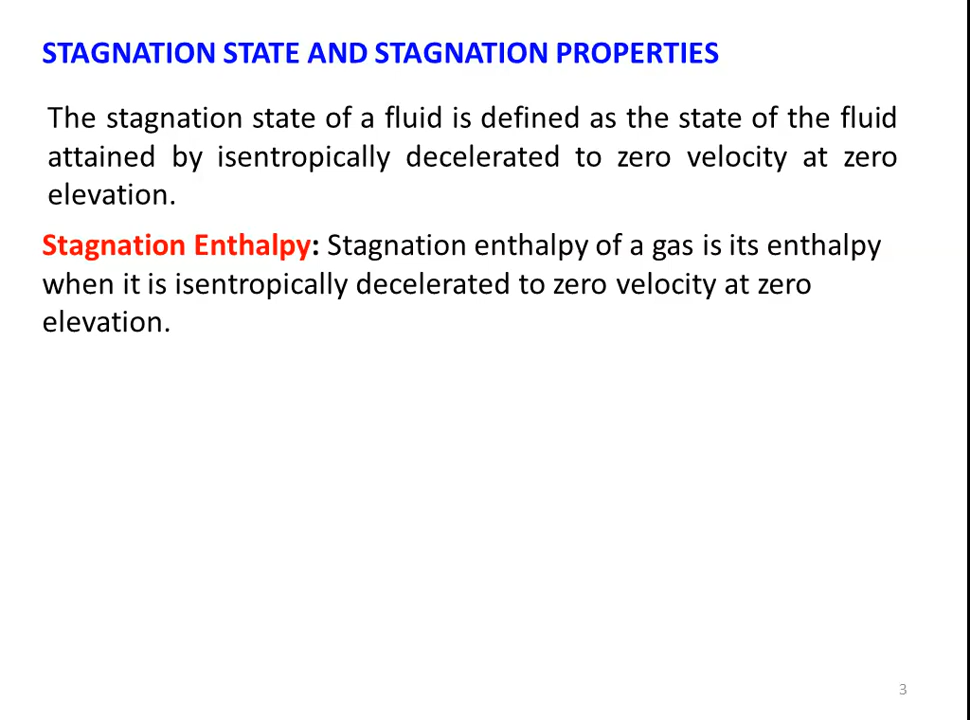 STAGNATION STATE AND STAGNATION PROPERTIES
The stagnation state of a fluid is defined as the state of the fluid
attained by isentropically decelerated to zero velocity at zero
elevation.
Stagnation Enthalpy: Stagnation enthalpy of a gas is its enthalpy
when it is isentropically decelerated to zero velocity at zero
elevation.
3